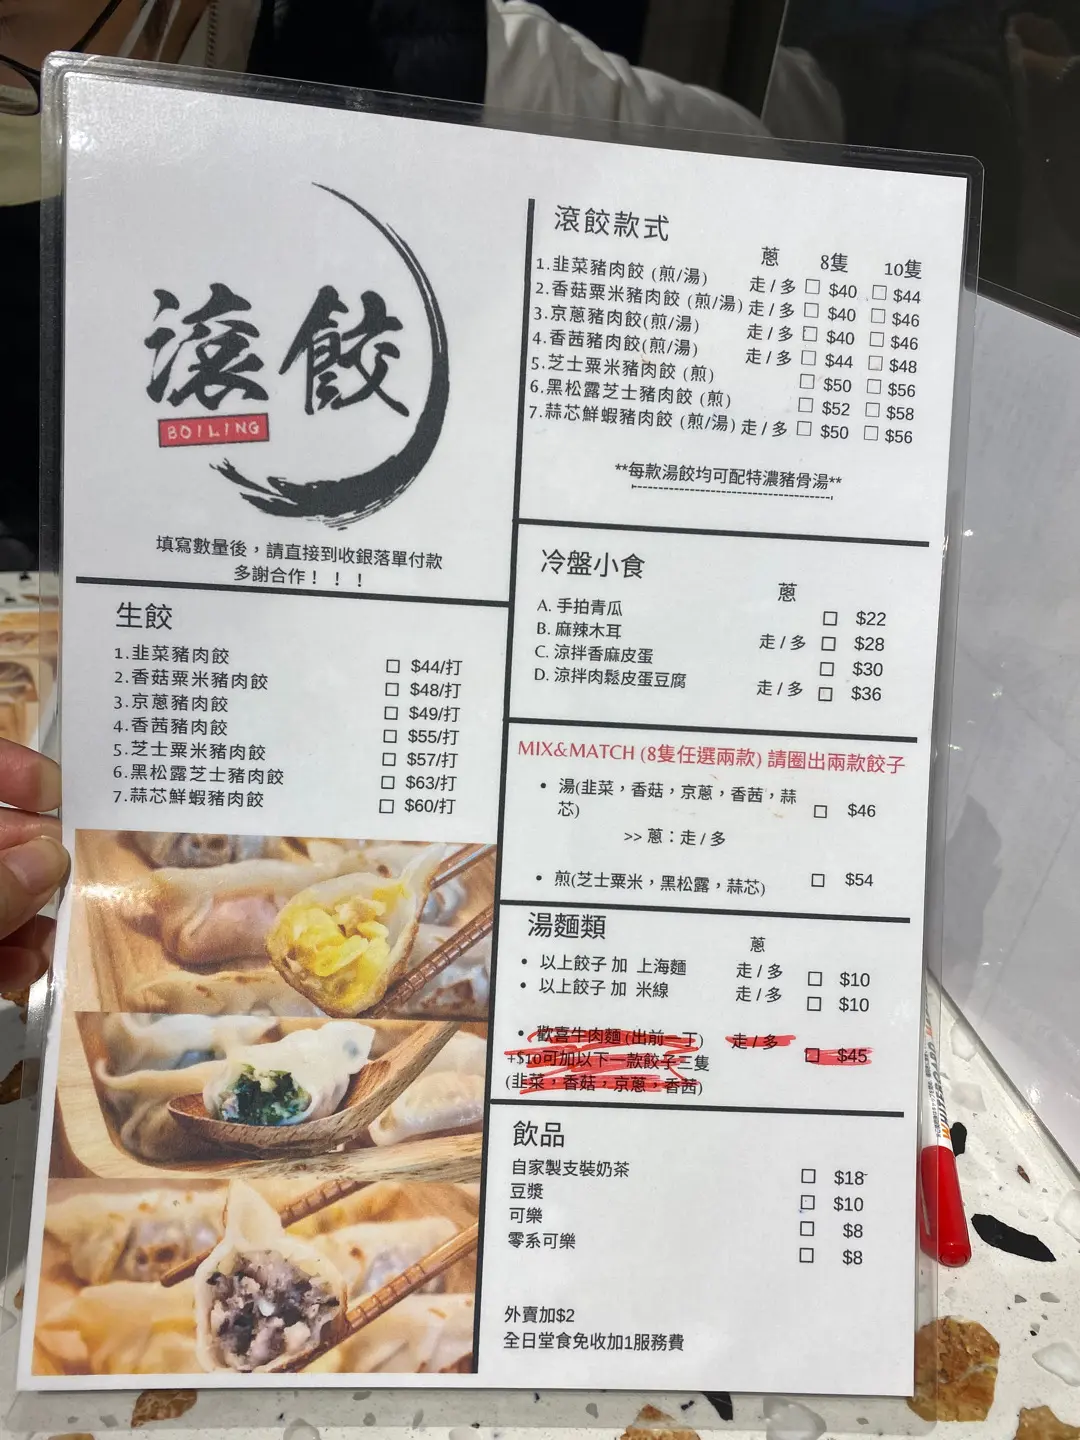 滾餃
BOILING
填寫數量後，請直接到收銀落單付款
多謝合作！！！
生餃
1.韭菜豬肉餃 □ $44/打
2.香菇粟米豬肉餃 □ $48/打
3.京蔥豬肉餃 □ $49/打
4.香茜豬肉餃 □ $55/打
5.芝士粟米豬肉餃 □ $57/打
6.黑松露芝士豬肉餃 □ $63/打
7.蒜芯鮮蝦豬肉餃 □ $60/打
滾餃款式
蔥 8隻 10隻
1.韭菜豬肉餃 (煎/湯) 走/多 □ $40 □ $44
2.香菇粟米豬肉餃 (煎/湯) 走/多 □ $40 □ $46
3.京蔥豬肉餃(煎/湯) 走/多 □ $40 □ $46
4.香茜豬肉餃(煎/湯) 走/多 □ $44 □ $48
5.芝士粟米豬肉餃 (煎) □ $50 □ $56
6.黑松露芝士豬肉餃 (煎) □ $52 □ $58
7.蒜芯鮮蝦豬肉餃 (煎/湯) 走/多 □ $50 □ $56
**每款湯餃均可配特濃豬骨湯**
冷盤小食
蔥
A. 手拍青瓜 □ $22
B. 麻辣木耳 走/多 □ $28
C. 涼拌香麻皮蛋 □ $30
D. 涼拌肉鬆皮蛋豆腐 走/多 □ $36
MIX&MATCH (8隻任選兩款) 請圈出兩款餃子
• 湯(韭菜，香菇，京蔥，香茜，蒜
芯) □ $46
>> 蔥：走/多
• 煎(芝士粟米，黑松露，蒜芯) □ $54
湯麵類
蔥
• 以上餃子 加 上海麵 走/多 □ $10
• 以上餃子 加 米線 走/多 □ $10
• 歡喜牛肉麵(出前一丁) 走/多 □ $45
+$10可加以下一款餃子三隻
(韭菜，香菇，京蔥，香茜)
飲品
自家製支裝奶茶 □ $18
豆漿 □ $10
可樂 □ $8
零系可樂 □ $8
外賣加$2
全日堂食免收加1服務費